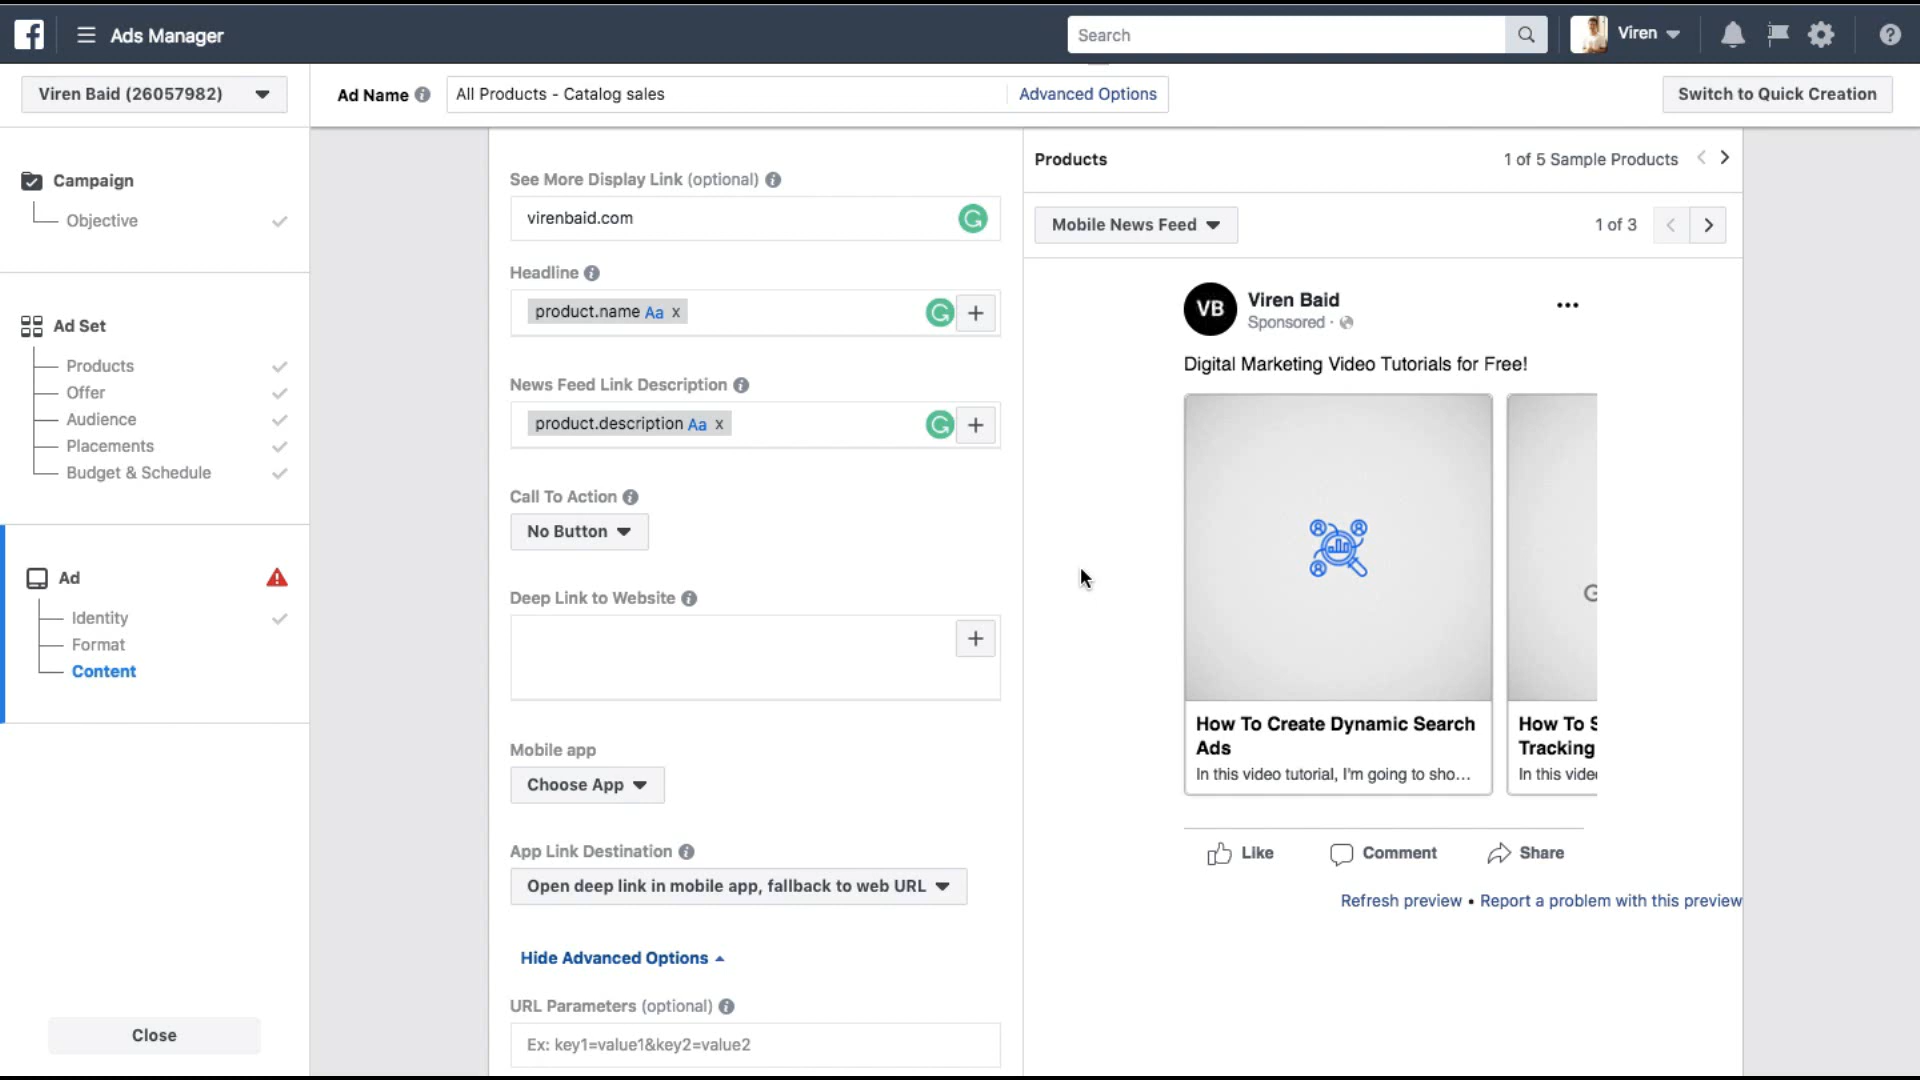 Ads Manager
Search
Viren
Viren Baid (26057982)
Ad Name
All Products - Catalog sales
Advanced Options
Switch to Quick Creation
Campaign
Objective
Ad Set
Products
Offer
Audience
Placements
Budget & Schedule
Ad
Identity
Format
Content
Close
See More Display Link (optional)
virenbaid.com
Headline
product.name Aa x
News Feed Link Description
product.description Aa x
Call To Action
No Button
Deep Link to Website
Mobile app
Choose App
App Link Destination
Open deep link in mobile app, fallback to web URL
Hide Advanced Options
URL Parameters (optional)
Ex: key1=value1&key2=value2
Products
1 of 5 Sample Products
Mobile News Feed
1 of 3
VB
Viren Baid
Sponsored ·
Digital Marketing Video Tutorials for Free!
How To Create Dynamic Search
Ads
In this video tutorial, I'm going to sho...
How To S
Tracking
In this vide
Like
Comment
Share
Refresh preview • Report a problem with this preview